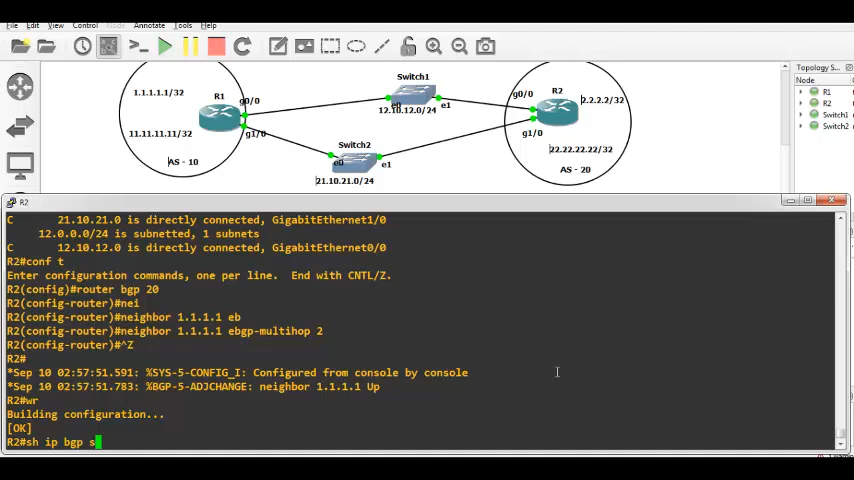 File Edit View Control Node Annotate Tools Help
Topology S...
Node
R1
R2
Switch1
Switch2
Switch1
R2
1.1.1.1/32
R1
g0/0
g0/0
2.2.2.2/32
e0
e1
12.10.12.0/24
11.11.11.11/32
g1/0
g1/0
Switch2
22.22.22.22/32
AS - 10
e0
e1
AS - 20
21.10.21.0/24
R2
C 21.10.21.0 is directly connected, GigabitEthernet1/0
12.0.0.0/24 is subnetted, 1 subnets
C 12.10.12.0 is directly connected, GigabitEthernet0/0
R2#conf t
Enter configuration commands, one per line. End with CNTL/Z.
R2(config)#router bgp 20
R2(config-router)#nei
R2(config-router)#neighbor 1.1.1.1 eb
R2(config-router)#neighbor 1.1.1.1 ebgp-multihop 2
R2(config-router)#^Z
R2#
*Sep 10 02:57:51.591: %SYS-5-CONFIG_I: Configured from console by console
*Sep 10 02:57:51.783: %BGP-5-ADJCHANGE: neighbor 1.1.1.1 Up
R2#wr
Building configuration...
[OK]
R2#sh ip bgp s